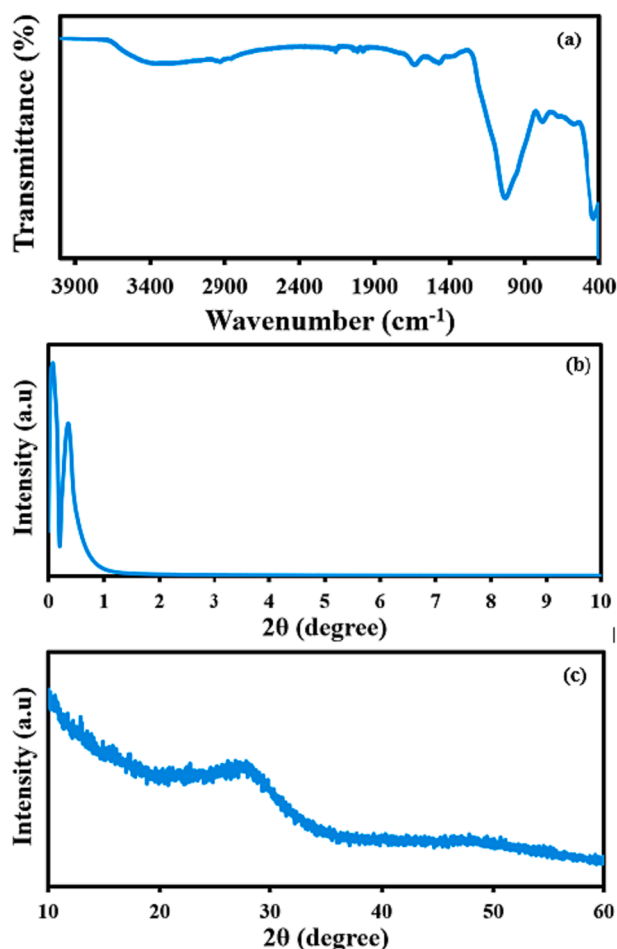 (a)
Transmittance (%)
3900 3400 2900 2400 1900 1400 900 400
Wavenumber (cm-1)
(b)
Intensity (a.u)
0 1 2 3 4 5 6 7 8 9 10
2θ (degree)
(c)
Intensity (a.u)
10 20 30 40 50 60
2θ (degree)